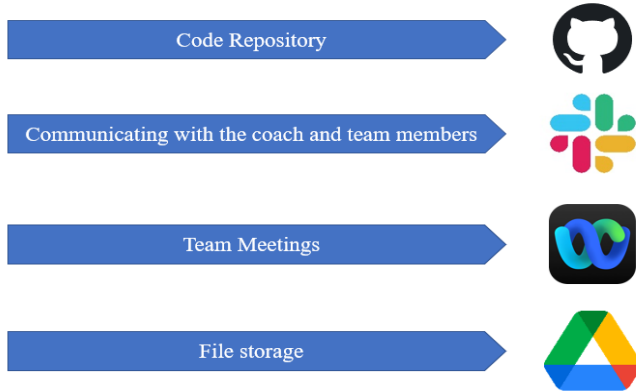 Code Repository
Communicating with the coach and team members
Team Meetings
File storage